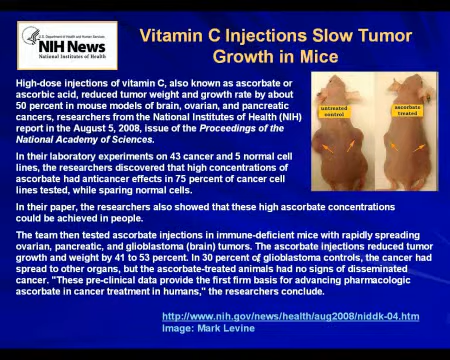 U.S. Department of Health and Human Services
NIH News
National Institutes of Health
Vitamin C Injections Slow Tumor
Growth in Mice
High-dose injections of vitamin C, also known as ascorbate or
ascorbic acid, reduced tumor weight and growth rate by about
50 percent in mouse models of brain, ovarian, and pancreatic
cancers, researchers from the National Institutes of Health (NIH)
report in the August 5, 2008, issue of the Proceedings of the
National Academy of Sciences.
untreated
control
ascorbate
treated
In their laboratory experiments on 43 cancer and 5 normal cell
lines, the researchers discovered that high concentrations of
ascorbate had anticancer effects in 75 percent of cancer cell
lines tested, while sparing normal cells.
In their paper, the researchers also showed that these high ascorbate concentrations
could be achieved in people.
The team then tested ascorbate injections in immune-deficient mice with rapidly spreading
ovarian, pancreatic, and glioblastoma (brain) tumors. The ascorbate injections reduced tumor
growth and weight by 41 to 53 percent. In 30 percent of glioblastoma controls, the cancer had
spread to other organs, but the ascorbate-treated animals had no signs of disseminated
cancer. "These pre-clinical data provide the first firm basis for advancing pharmacologic
ascorbate in cancer treatment in humans," the researchers conclude.
http://www.nih.gov/news/health/aug2008/niddk-04.htm
Image: Mark Levine